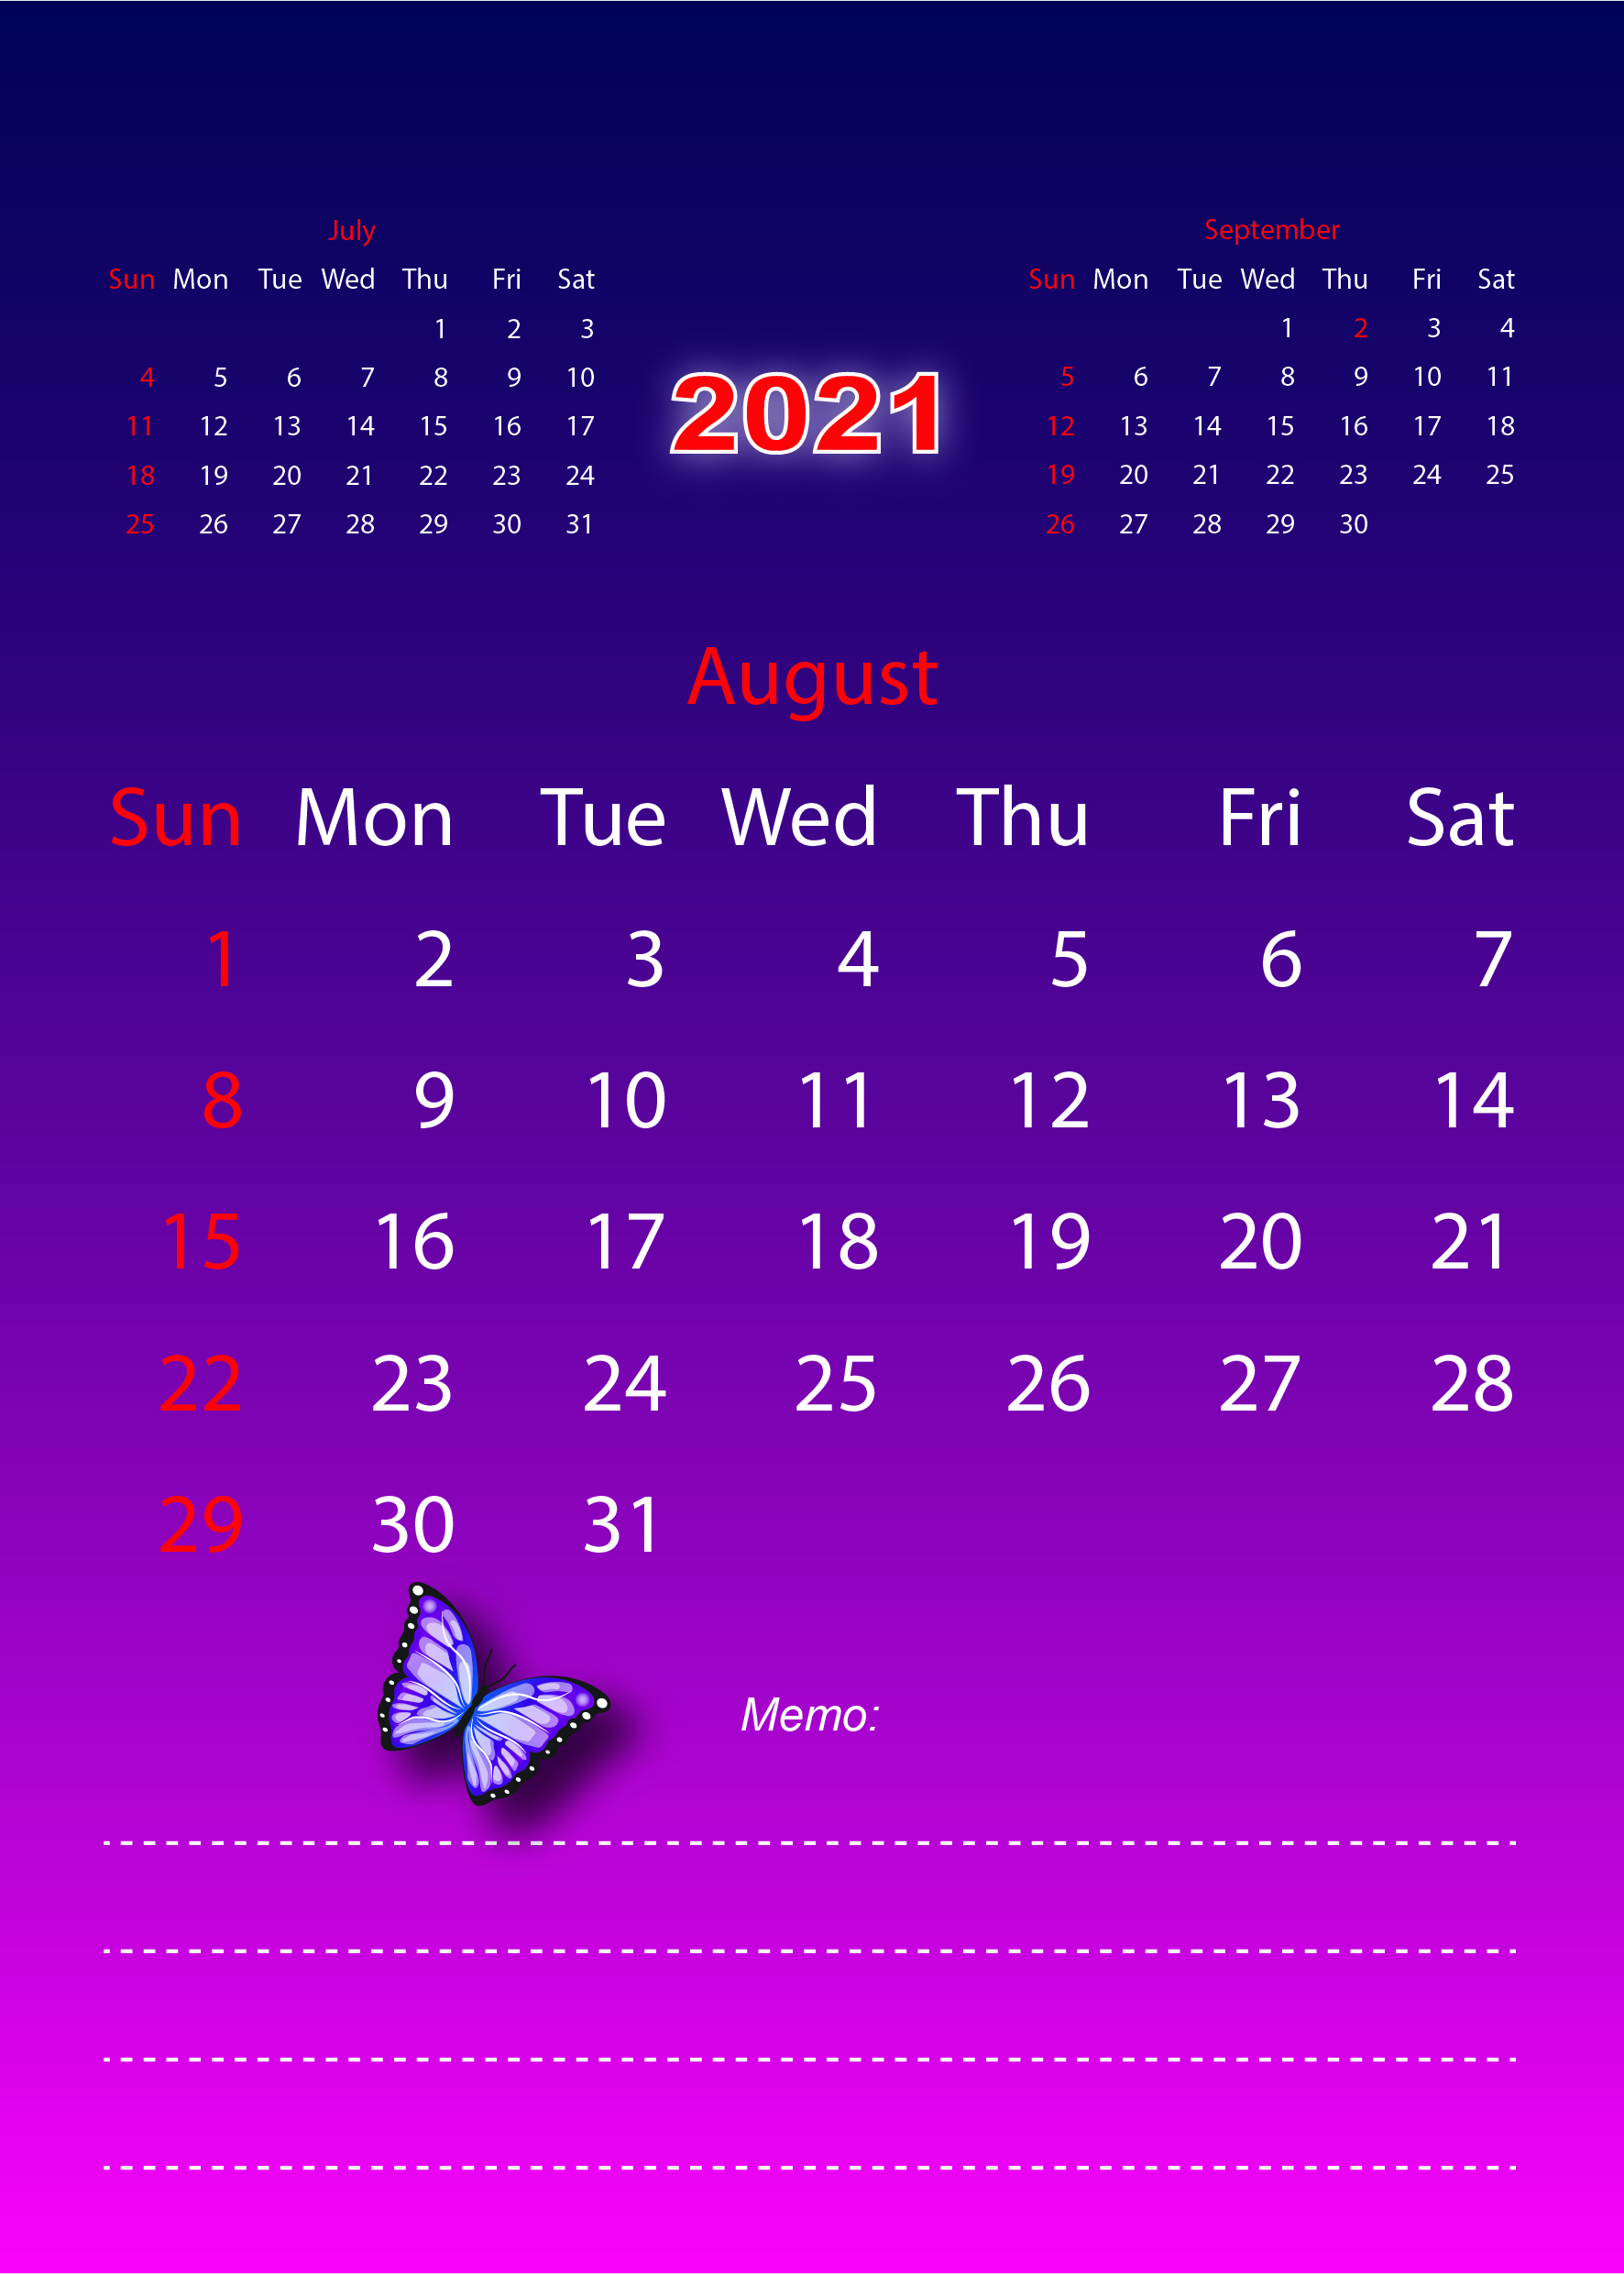 July
Sun Mon Tue Wed Thu Fri Sat
1 2 3
4 5 6 7 8 9 10
11 12 13 14 15 16 17
18 19 20 21 22 23 24
25 26 27 28 29 30 31
2021
September
Sun Mon Tue Wed Thu Fri Sat
1 2 3 4
5 6 7 8 9 10 11
12 13 14 15 16 17 18
19 20 21 22 23 24 25
26 27 28 29 30
August
Sun Mon Tue Wed Thu Fri Sat
1 2 3 4 5 6 7
8 9 10 11 12 13 14
15 16 17 18 19 20 21
22 23 24 25 26 27 28
29 30 31
Memo: